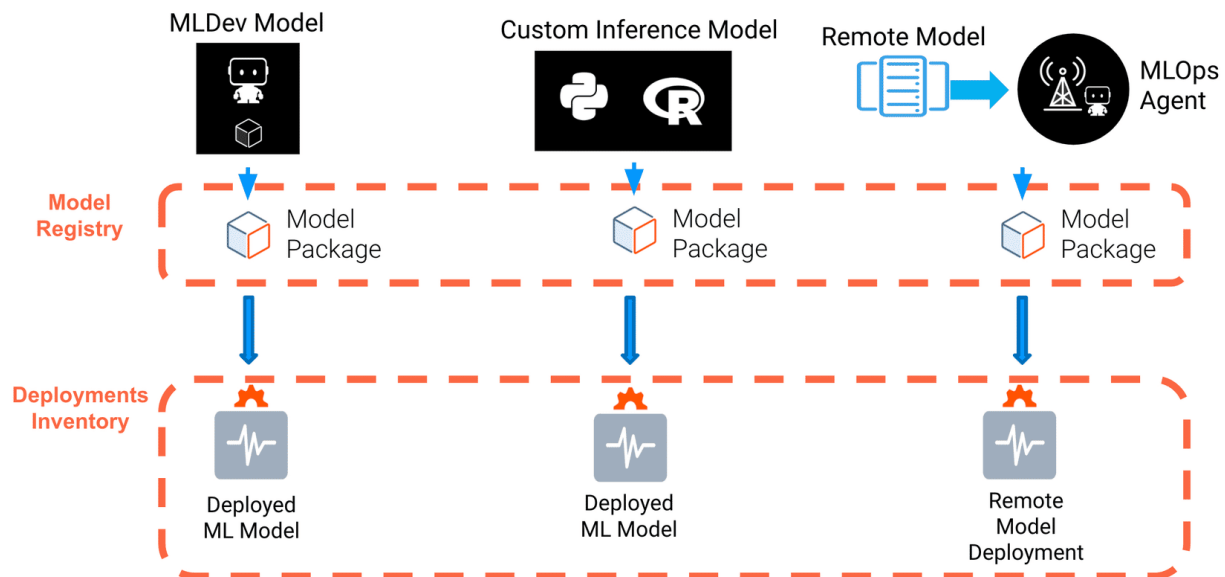 MLDev Model
Custom Inference Model
Remote Model
MLOps
Agent
Model
Registry
Model
Package
Model
Package
Model
Package
Deployments
Inventory
Deployed
ML Model
Deployed
ML Model
Remote
Model
Deployment